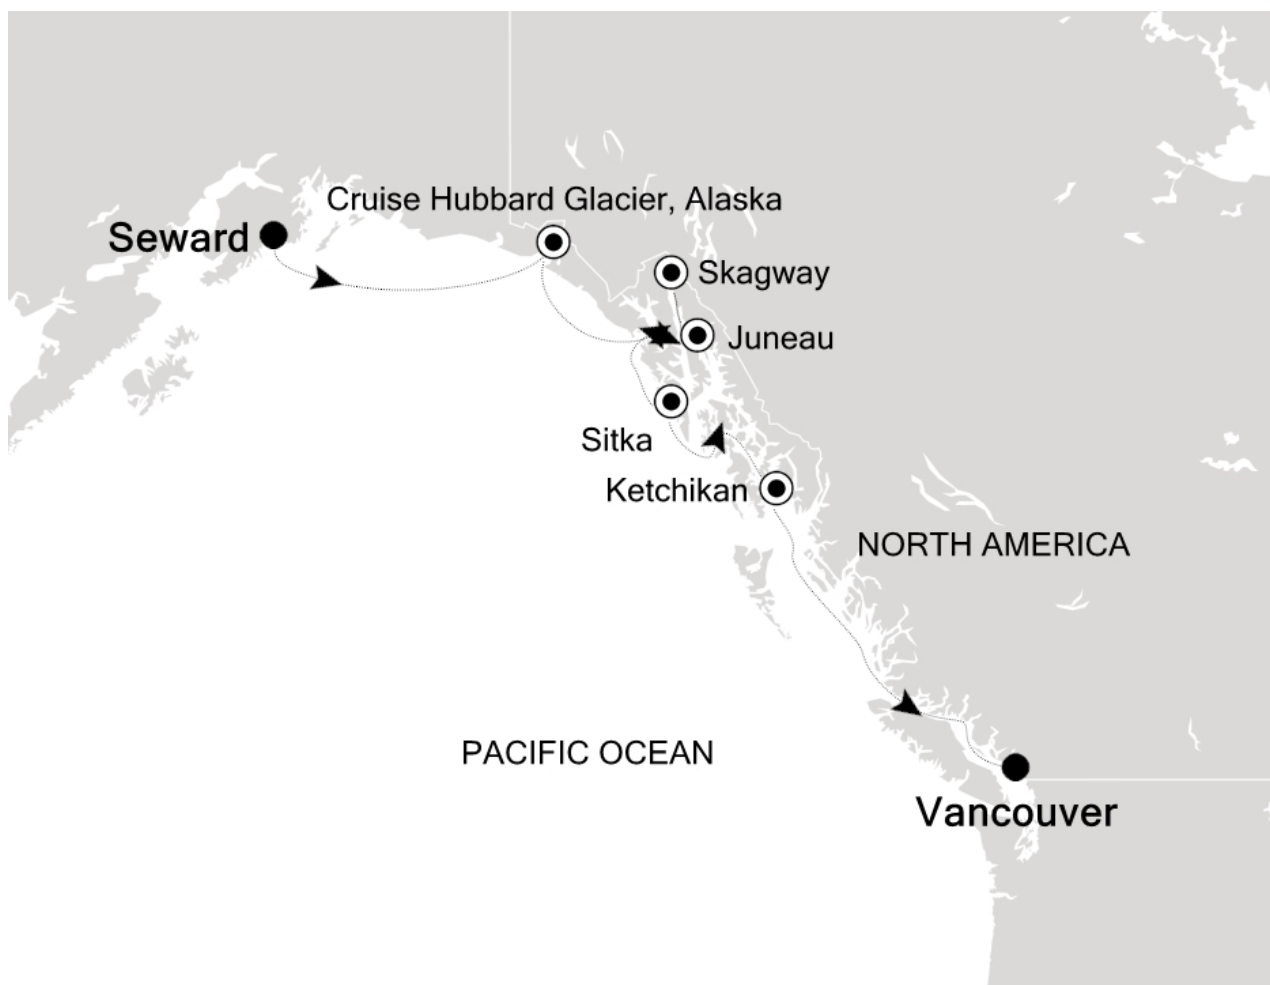 Cruise Hubbard Glacier, Alaska
Seward
Skagway
Juneau
Sitka
Ketchikan
NORTH AMERICA
PACIFIC OCEAN
Vancouver